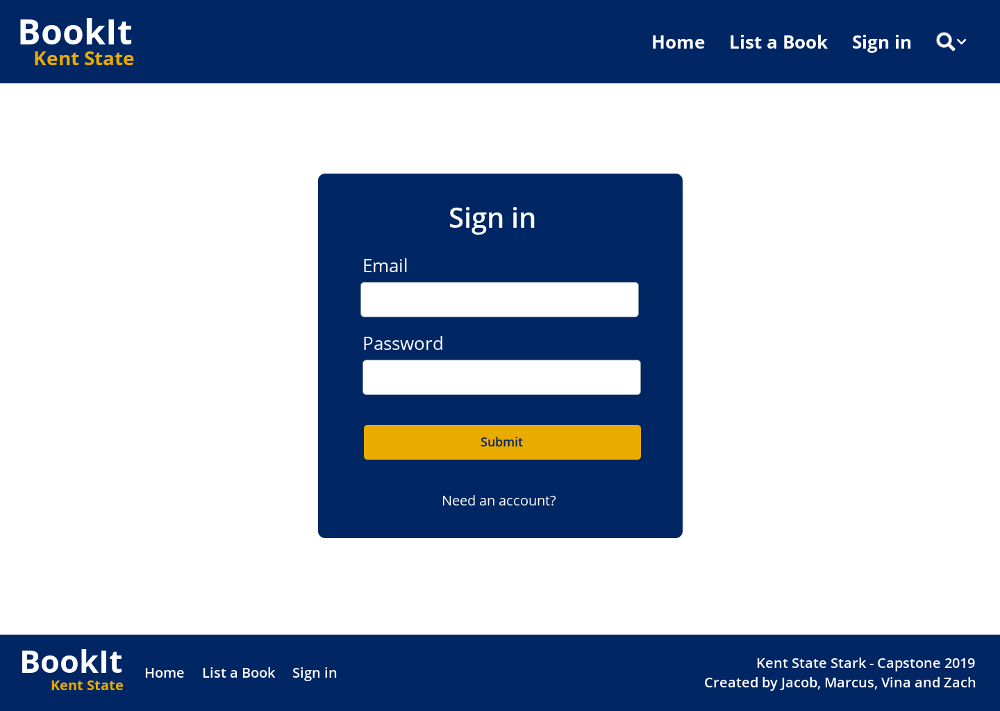 BookIt
Kent State
Home List a Book Sign in
Sign in
Email
Password
Submit
Need an account?
BookIt
Kent State
Home List a Book Sign in
Kent State Stark - Capstone 2019
Created by Jacob, Marcus, Vina and Zach